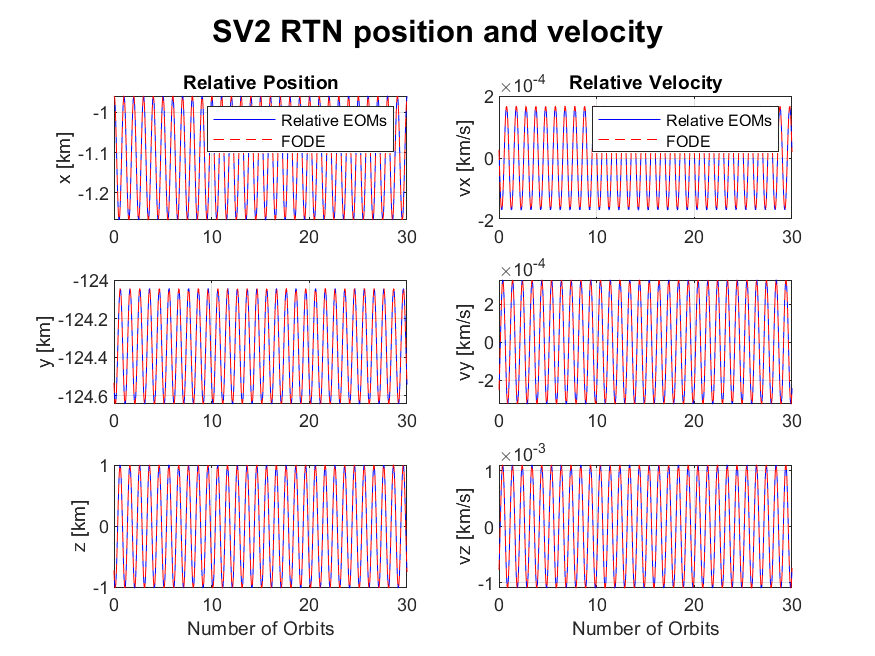 SV2 RTN position and velocity
Relative Position
x [km]
-1
-1.1
-1.2
Relative EOMs
FODE
0 10 20 30
Relative Velocity
×10⁻⁴
vx [km/s]
2
0
-2
Relative EOMs
FODE
0 10 20 30
y [km]
-124
-124.2
-124.4
-124.6
0 10 20 30
×10⁻⁴
vy [km/s]
2
0
-2
0 10 20 30
z [km]
1
0
-1
0 10 20 30
Number of Orbits
×10⁻³
vz [km/s]
1
0
-1
0 10 20 30
Number of Orbits